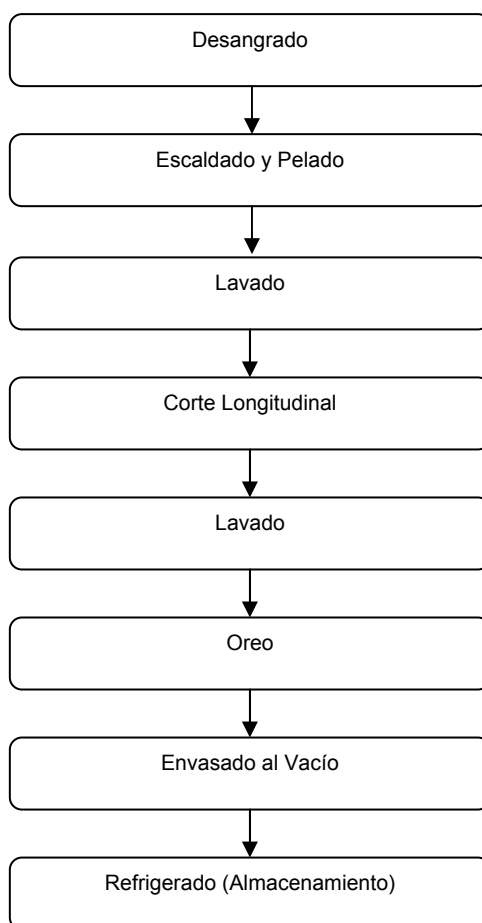 Desangrado
Escaldado y Pelado
Lavado
Corte Longitudinal
Lavado
Oreo
Envasado al Vacío
Refrigerado (Almacenamiento)